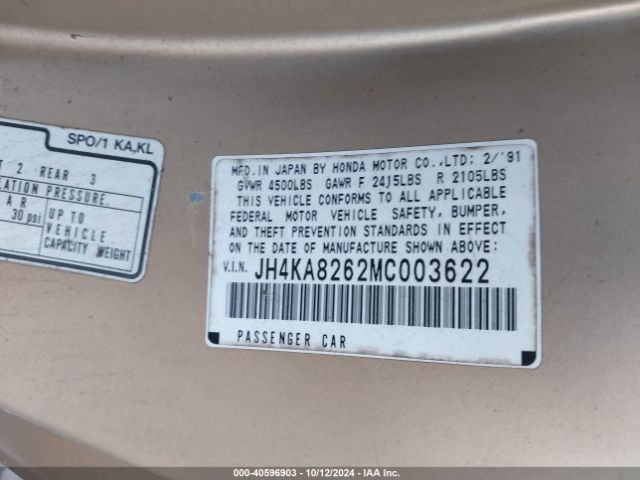 SPO/1 KA,KL
T 2 REAR 3
LATION PRESSURE.
A R
30 psi
UP TO
VEHICLE
CAPACITY WEIGHT
MFD.IN JAPAN BY HONDA MOTOR CO.,LTD; 2/'91
GVWR 4500LBS GAWR F 2415LBS R 2105LBS
THIS VEHICLE CONFORMS TO ALL APPLICABLE
FEDERAL MOTOR VEHICLE SAFETY, BUMPER,
AND THEFT PREVENTION STANDARDS IN EFFECT
ON THE DATE OF MANUFACTURE SHOWN ABOVE:
V.I.N. JH4KA8262MC003622
PASSENGER CAR
000-40596903 - 10/12/2024 - IAA Inc.